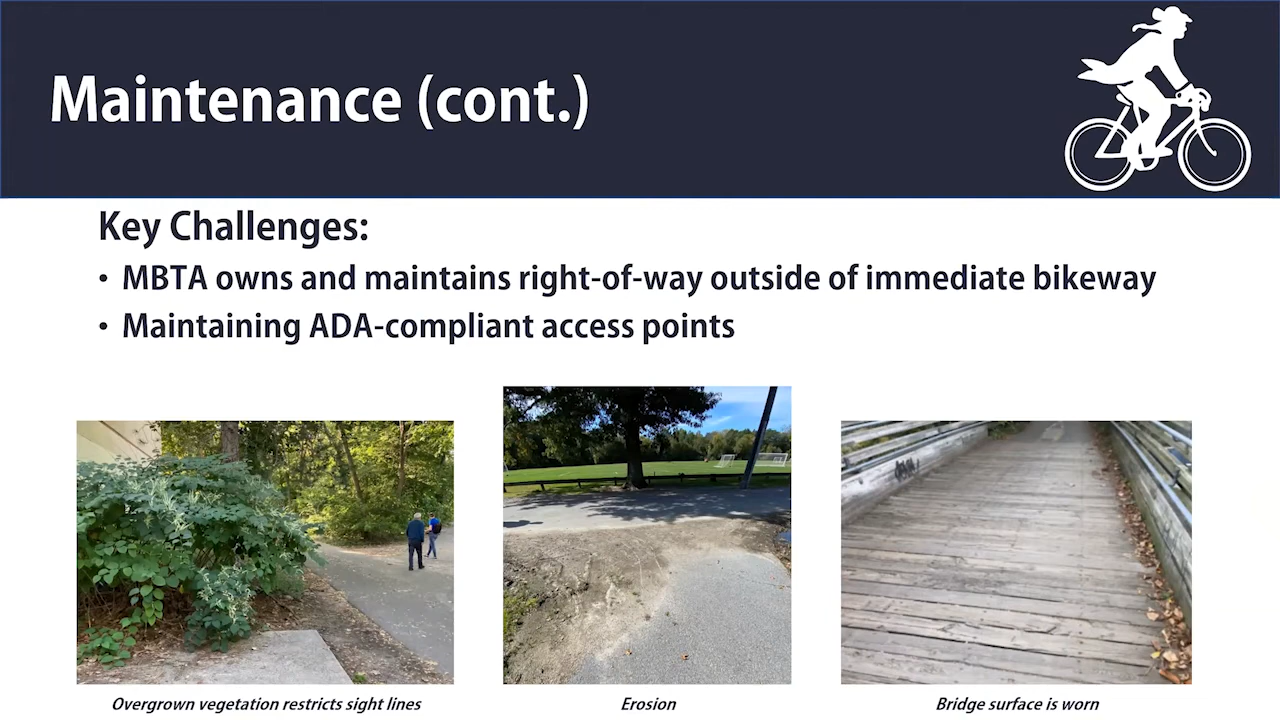 Maintenance (cont.)
Key Challenges:
• MBTA owns and maintains right-of-way outside of immediate bikeway
• Maintaining ADA-compliant access points
Overgrown vegetation restricts sight lines
Erosion
Bridge surface is worn